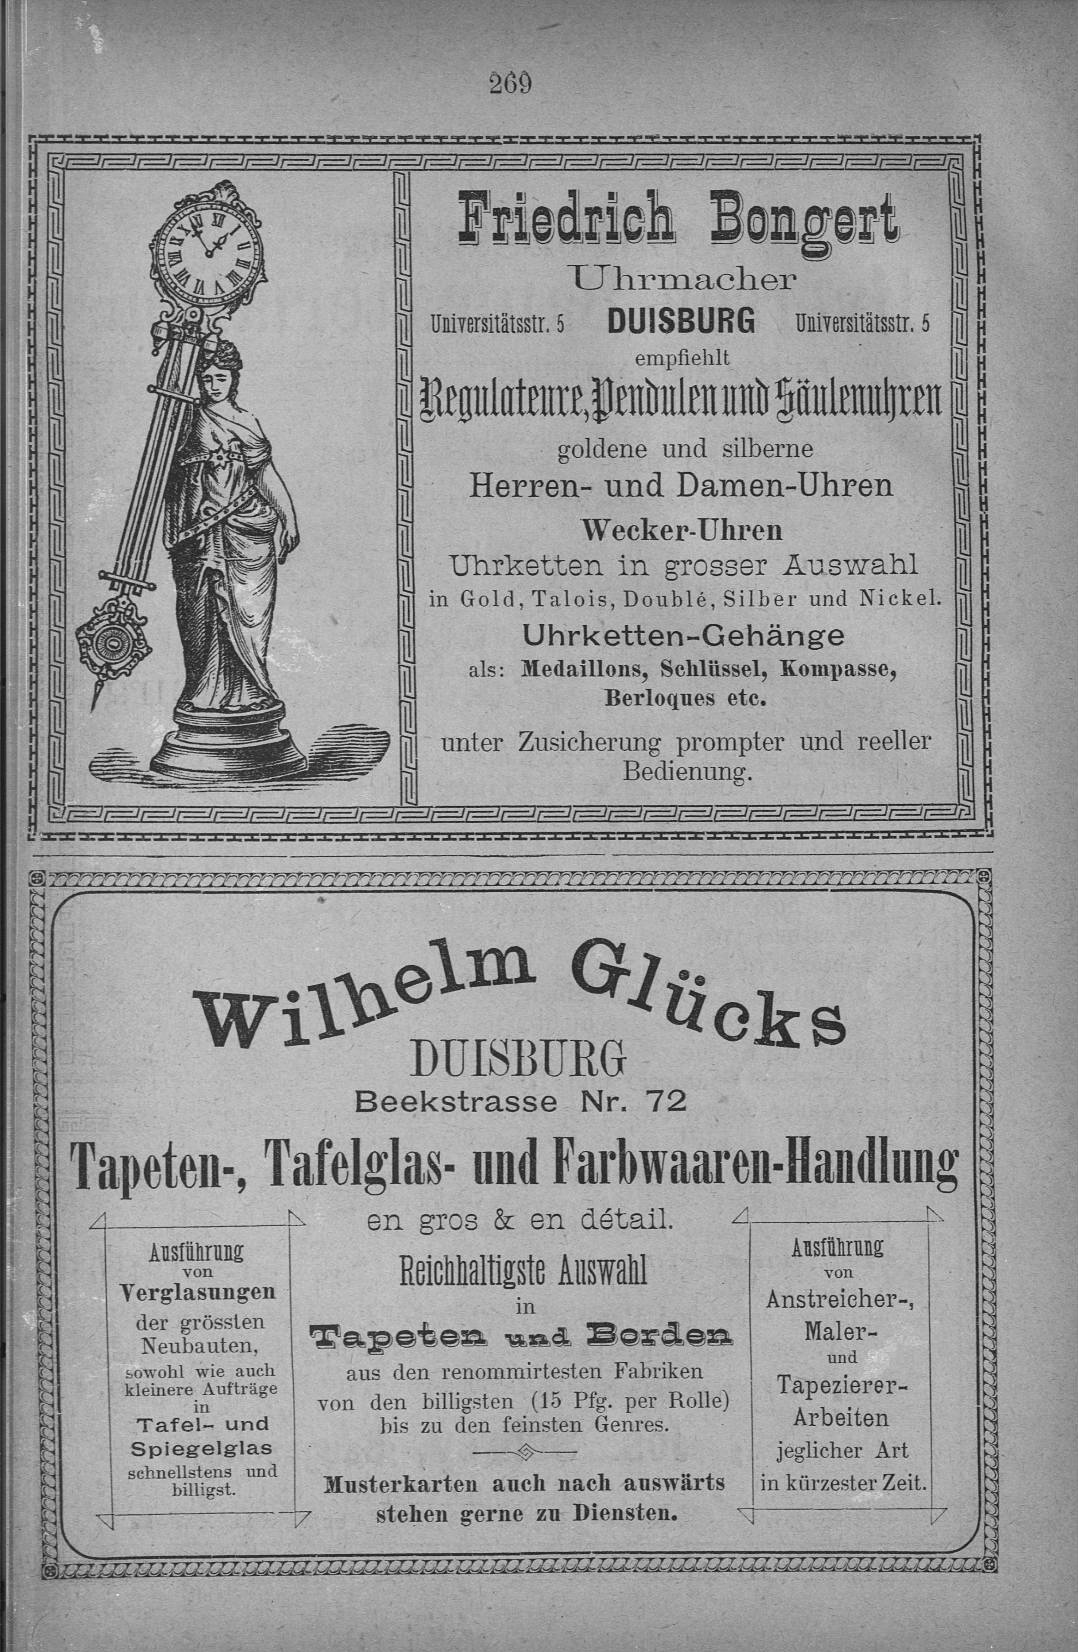 269
Friedrich Bongert
Uhrmacher
Universitätsstr. 5 DUISBURG Universitätsstr. 5
empfiehlt
Regulateure, Pendulen und Säulenuhren
goldene und silberne
Herren- und Damen-Uhren
Wecker-Uhren
Uhrketten in grosser Auswahl
in Gold, Talois, Doublé, Silber und Nickel.
Uhrketten-Gehänge
als: Medaillons, Schlüssel, Kompasse,
Berloques etc.
unter Zusicherung prompter und reeller
Bedienung.
Wilhelm Glücks
DUISBURG
Beekstrasse Nr. 72
Tapeten-, Tafelglas- und Farbwaaren-Handlung
en gros & en détail.
Ausführung
von
Verglasungen
der grössten
Neubauten,
sowohl wie auch
kleinere Aufträge
in
Tafel- und
Spiegelglas
schnellstens und
billigst.
Reichhaltigste Auswahl
in
Tapeten und Borden
aus den renommirtesten Fabriken
von den billigsten (15 Pfg. per Rolle)
bis zu den feinsten Genres.
Musterkarten auch nach auswärts
stehen gerne zu Diensten.
Ausführung
von
Anstreicher-,
Maler-
und
Tapezierer-
Arbeiten
jeglicher Art
in kürzester Zeit.